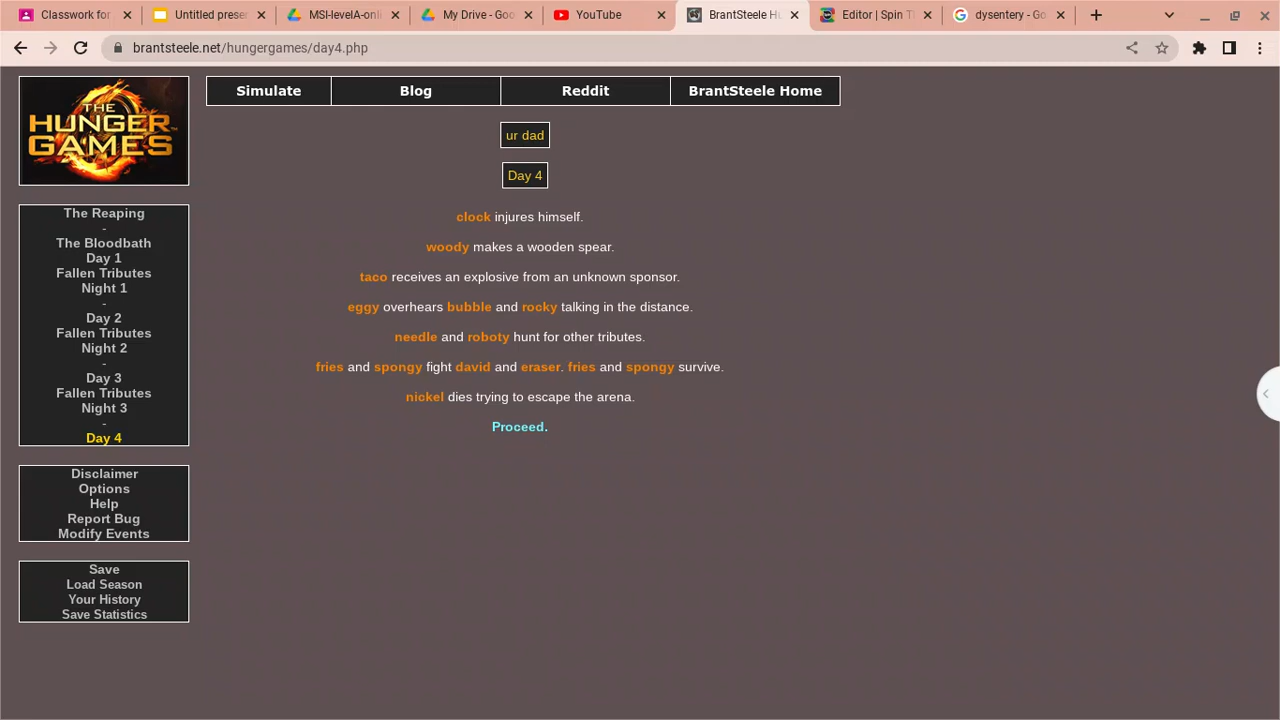 Classwork for
Untitled prese
MSHevelA-onli
My Drive - Goo
YouTube
BrantSteele Hu
Editor | Spin Ti
dysentery - Go
brantsteele.net/hungergames/day4.php
THE
HUNGER
GAMES
Simulate
Blog
Reddit
BrantSteele Home
ur dad
Day 4
clock injures himself.
woody makes a wooden spear.
taco receives an explosive from an unknown sponsor.
eggy overhears bubble and rocky talking in the distance.
needle and roboty hunt for other tributes.
fries and spongy fight david and eraser. fries and spongy survive.
nickel dies trying to escape the arena.
Proceed.
The Reaping
-
The Bloodbath
Day 1
Fallen Tributes
Night 1
-
Day 2
Fallen Tributes
Night 2
-
Day 3
Fallen Tributes
Night 3
-
Day 4
Disclaimer
Options
Help
Report Bug
Modify Events
Save
Load Season
Your History
Save Statistics